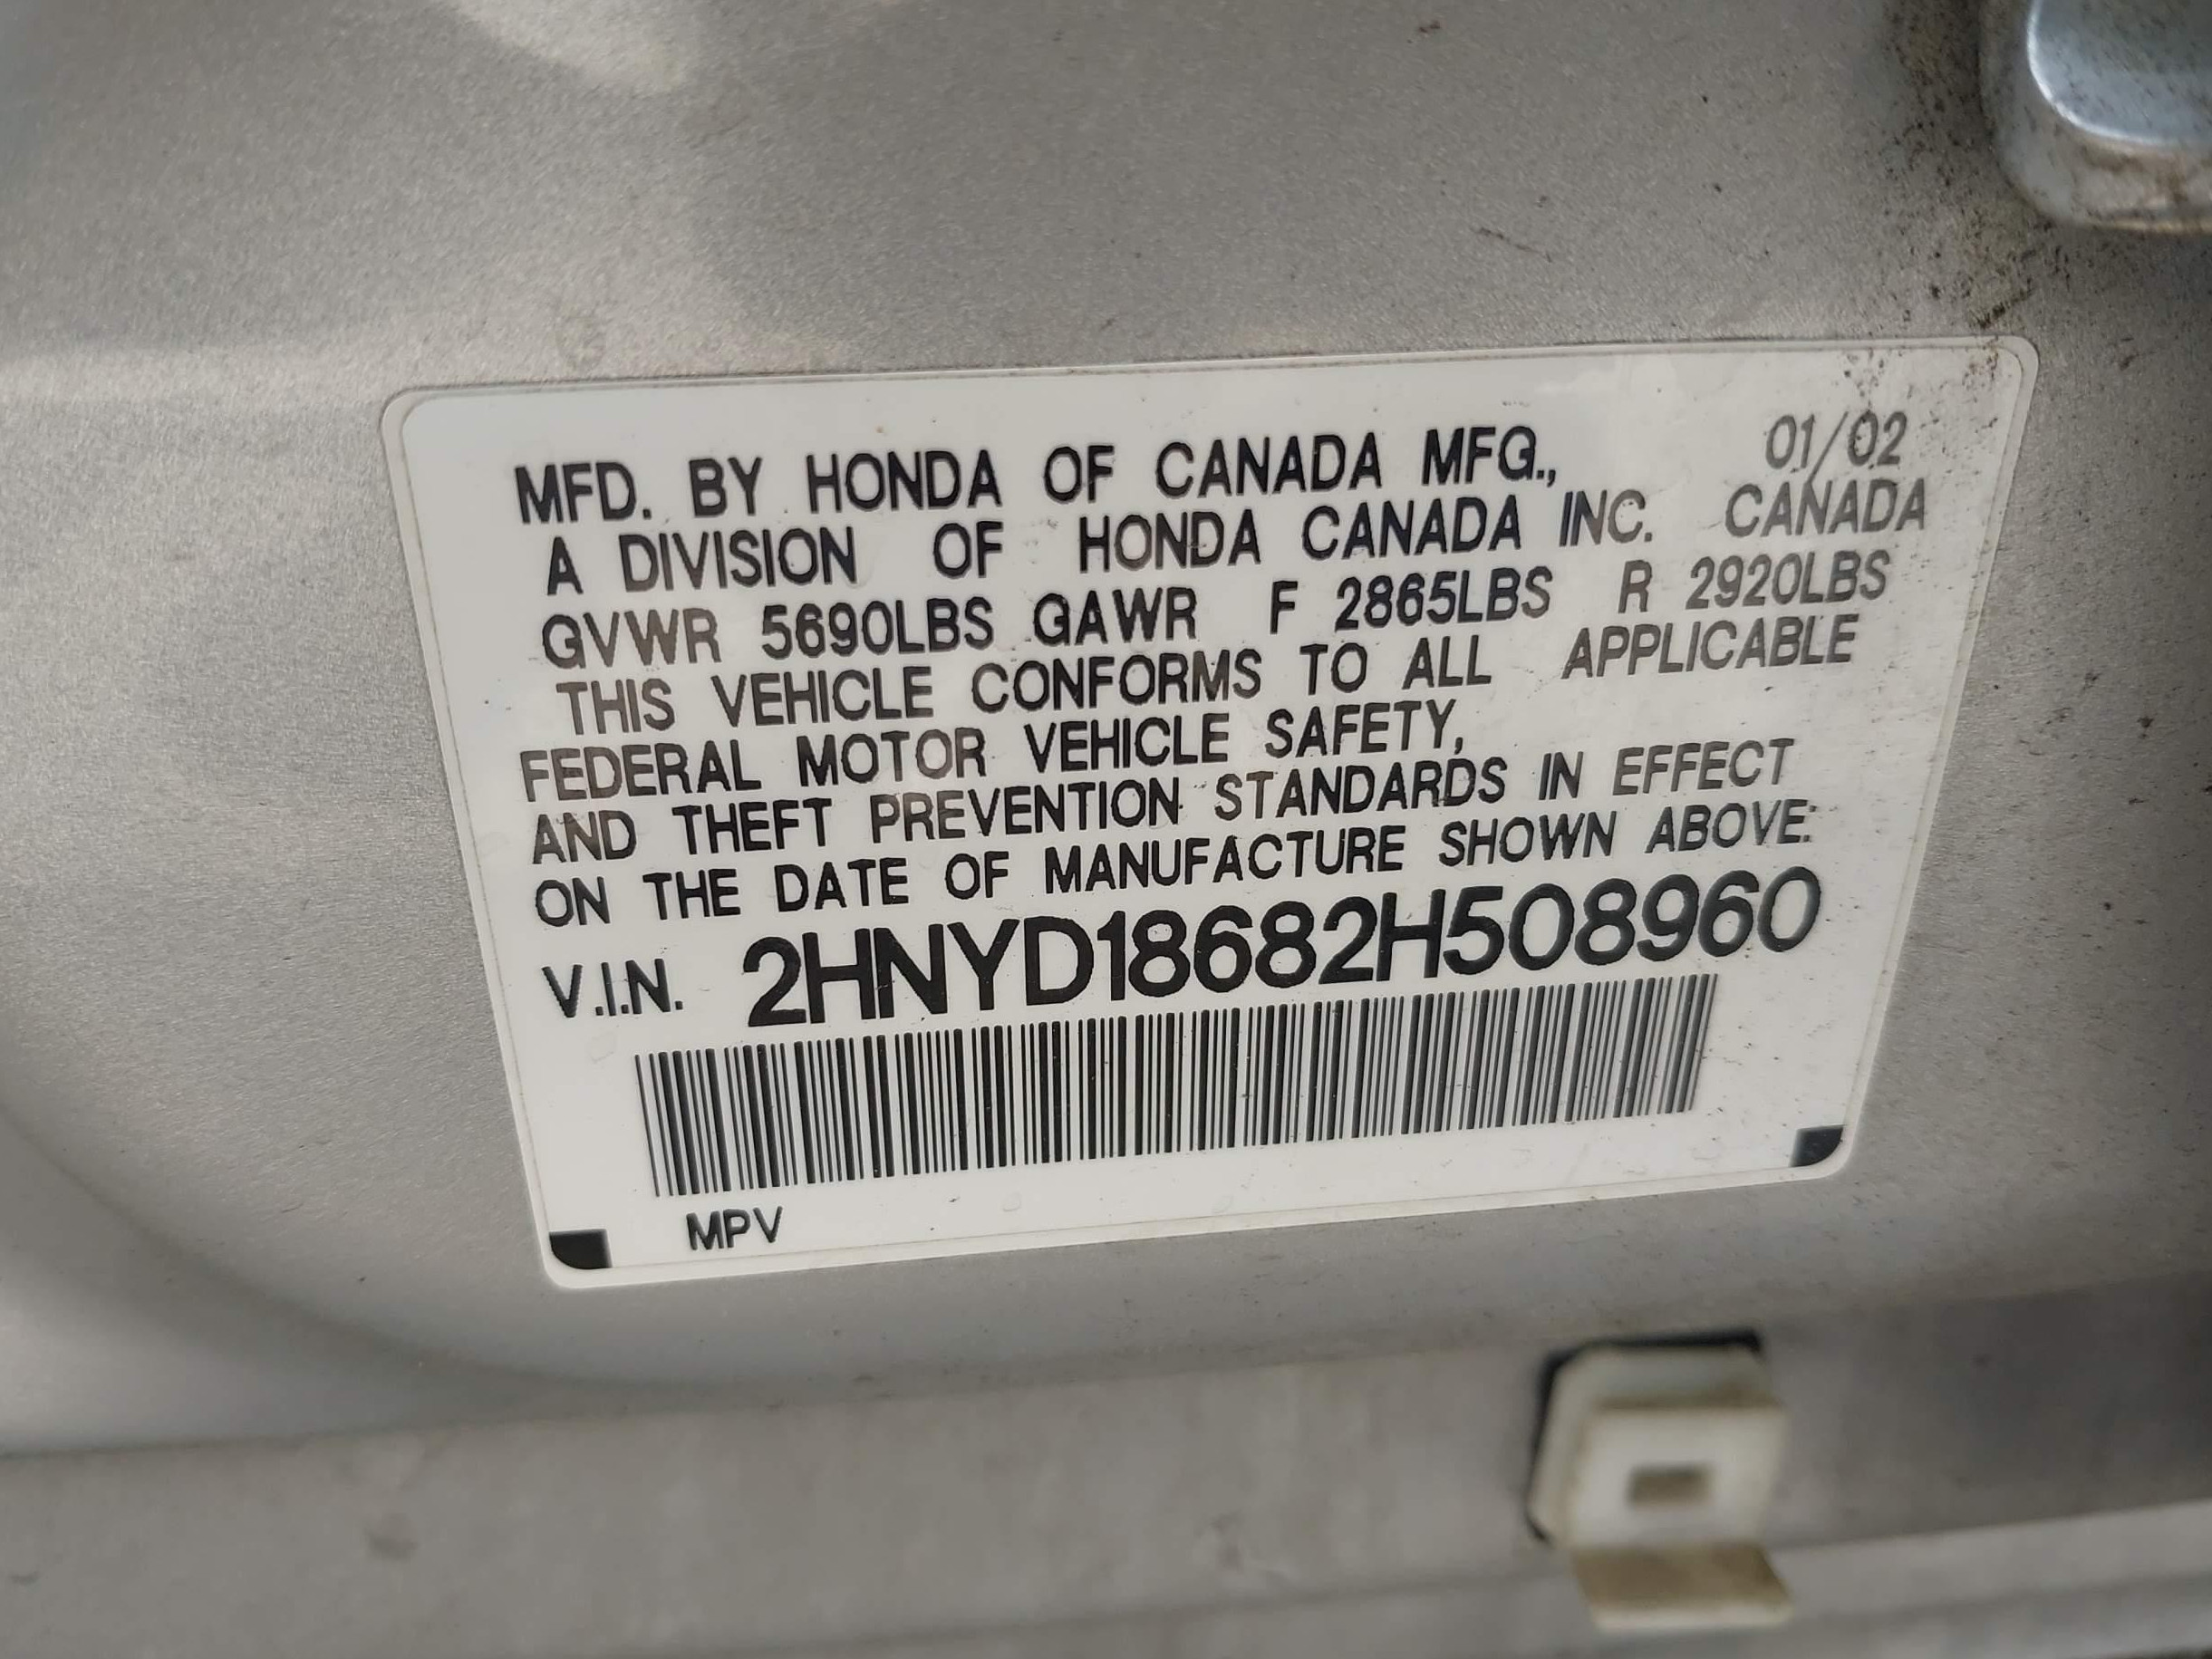 MFD. BY HONDA OF CANADA MFG., 01/02
A DIVISION OF HONDA CANADA INC. CANADA
GVWR 5690LBS GAWR F 2865LBS R 2920LBS
THIS VEHICLE CONFORMS TO ALL APPLICABLE
FEDERAL MOTOR VEHICLE SAFETY,
AND THEFT PREVENTION STANDARDS IN EFFECT
ON THE DATE OF MANUFACTURE SHOWN ABOVE:
V.I.N. 2HNYD18682H508960
MPV